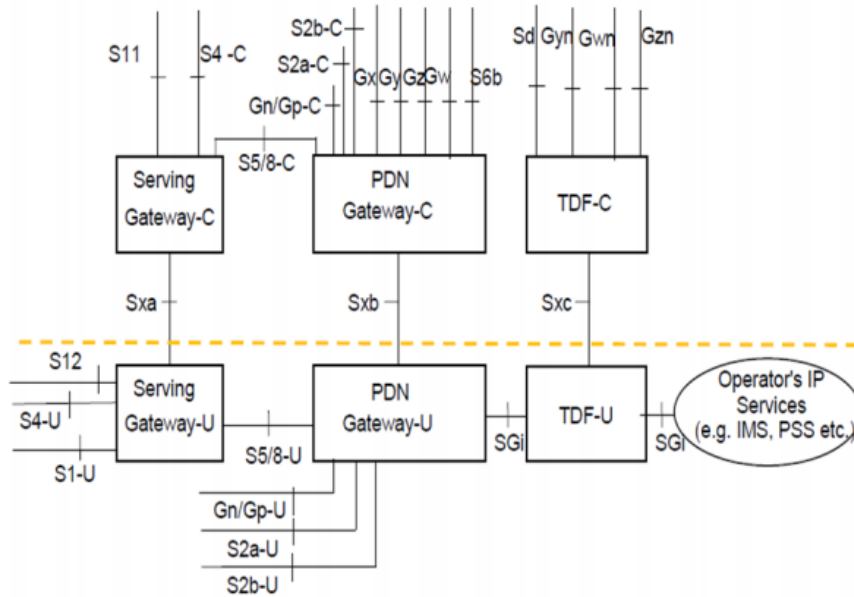 S2b-C
Sd Gyn Gwn Gzn
S11 S4 -C
S2a-C
Gx Gy Gz Gw S6b
Gn/Gp-C
S5/8-C
Serving
Gateway-C
PDN
Gateway-C
TDF-C
Sxa
Sxb
Sxc
S12
S4-U
S1-U
Serving
Gateway-U
S5/8-U
PDN
Gateway-U
SGi
TDF-U
SGi
Operator's IP
Services
(e.g. IMS, PSS etc.)
Gn/Gp-U
S2a-U
S2b-U